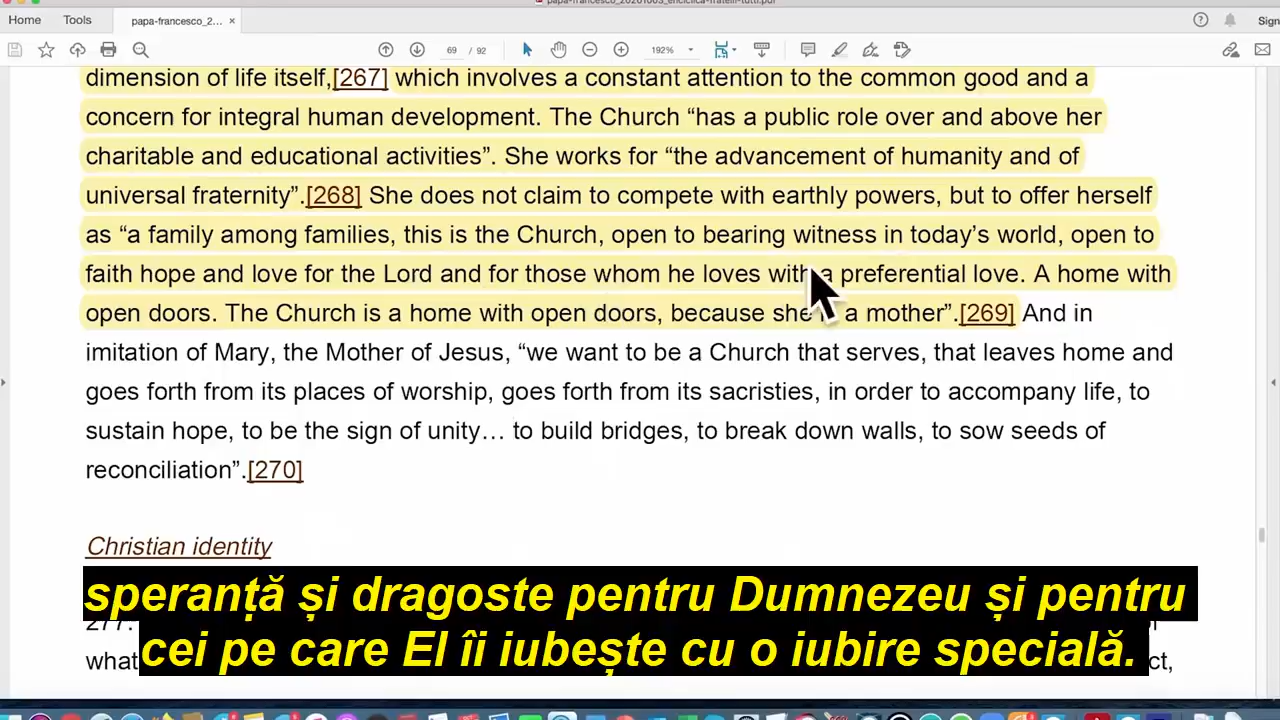 papa-francesco_20201003_enciclica-fratelli-tutti.pdf
Home Tools papa-francesco_2... × Sign
69 / 92 192%
dimension of life itself,[267] which involves a constant attention to the common good and a
concern for integral human development. The Church “has a public role over and above her
charitable and educational activities”. She works for “the advancement of humanity and of
universal fraternity”.[268] She does not claim to compete with earthly powers, but to offer herself
as “a family among families, this is the Church, open to bearing witness in today’s world, open to
faith hope and love for the Lord and for those whom he loves with a preferential love. A home with
open doors. The Church is a home with open doors, because she is a mother”.[269] And in
imitation of Mary, the Mother of Jesus, “we want to be a Church that serves, that leaves home and
goes forth from its places of worship, goes forth from its sacristies, in order to accompany life, to
sustain hope, to be the sign of unity… to build bridges, to break down walls, to sow seeds of
reconciliation”.[270]
Christian identity
speranță și dragoste pentru Dumnezeu și pentru
cei pe care El îi iubește cu o iubire specială.
277.
what